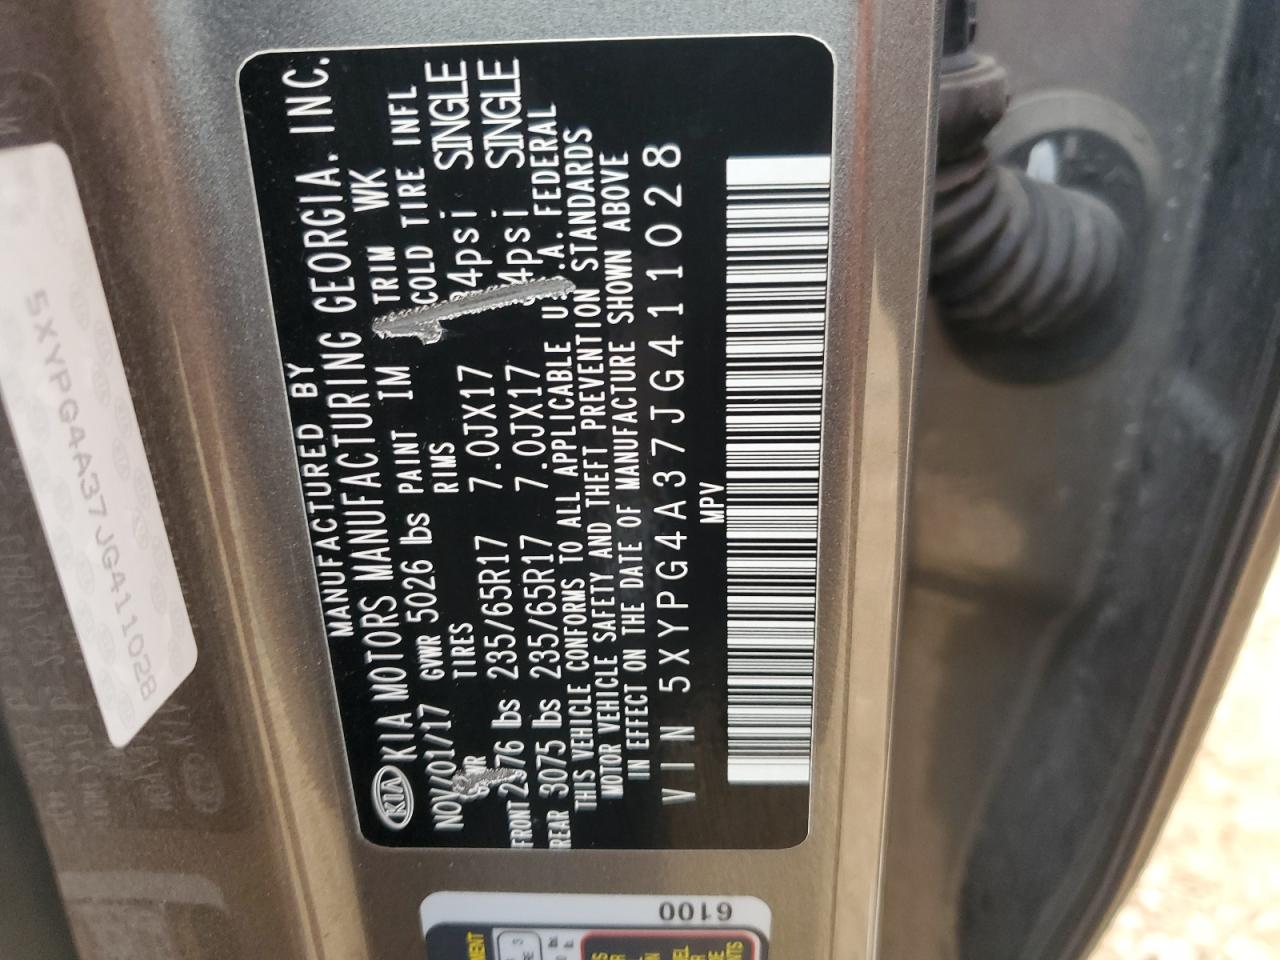 MANUFACTURED BY
KIA MOTORS MANUFACTURING GEORGIA, INC.
KIA
NOV/01/17 GVWR 5026 lbs PAINT IM TRIM WK
TIRES RIMS COLD TIRE INFL
FRONT lbs 235/65R17 7.0JX17 SINGLE
REAR 3075 lbs 235/65R17 7.0JX17 SINGLE
THIS VEHICLE CONFORMS TO ALL APPLICABLE FEDERAL
MOTOR VEHICLE SAFETY AND THEFT PREVENTION STANDARDS
IN EFFECT ON THE DATE OF MANUFACTURE SHOWN ABOVE
VIN 5XYPG4A37JG411028
MPV
5XYPG4A37JG411028
6100